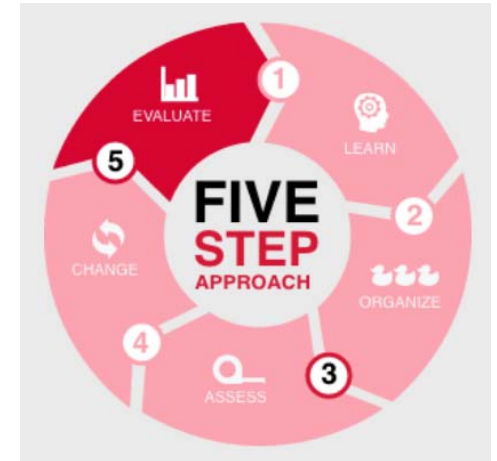 1
LEARN
2
ORGANIZE
3
ASSESS
4
CHANGE
5
EVALUATE
FIVE
STEP
APPROACH